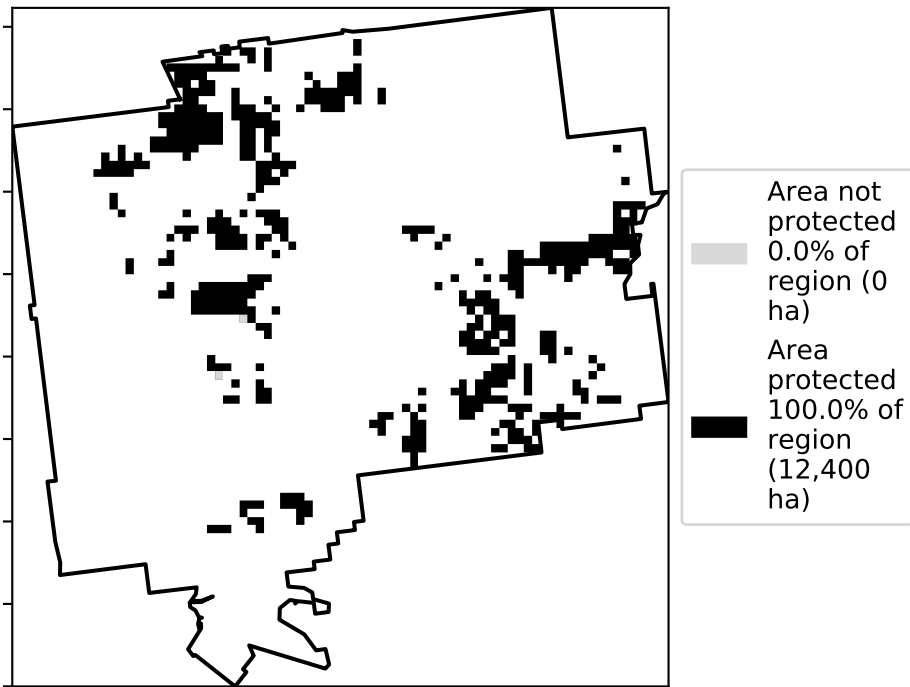 Area not
protected
0.0% of
region (0
ha)
Area
protected
100.0% of
region
(12,400
ha)